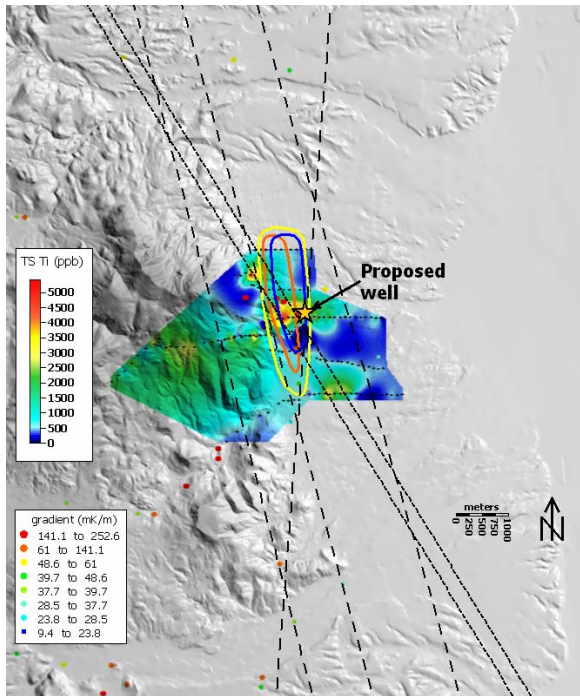 Proposed
well
TS Ti (ppb)
5000
4500
4000
3500
3000
2500
2000
1500
1000
500
0
gradient (mK/m)
141.1 to 252.6
61 to 141.1
48.6 to 61
39.7 to 48.6
37.7 to 39.7
28.5 to 37.7
23.8 to 28.5
9.4 to 23.8
meters
0 250 500 750 1000
N